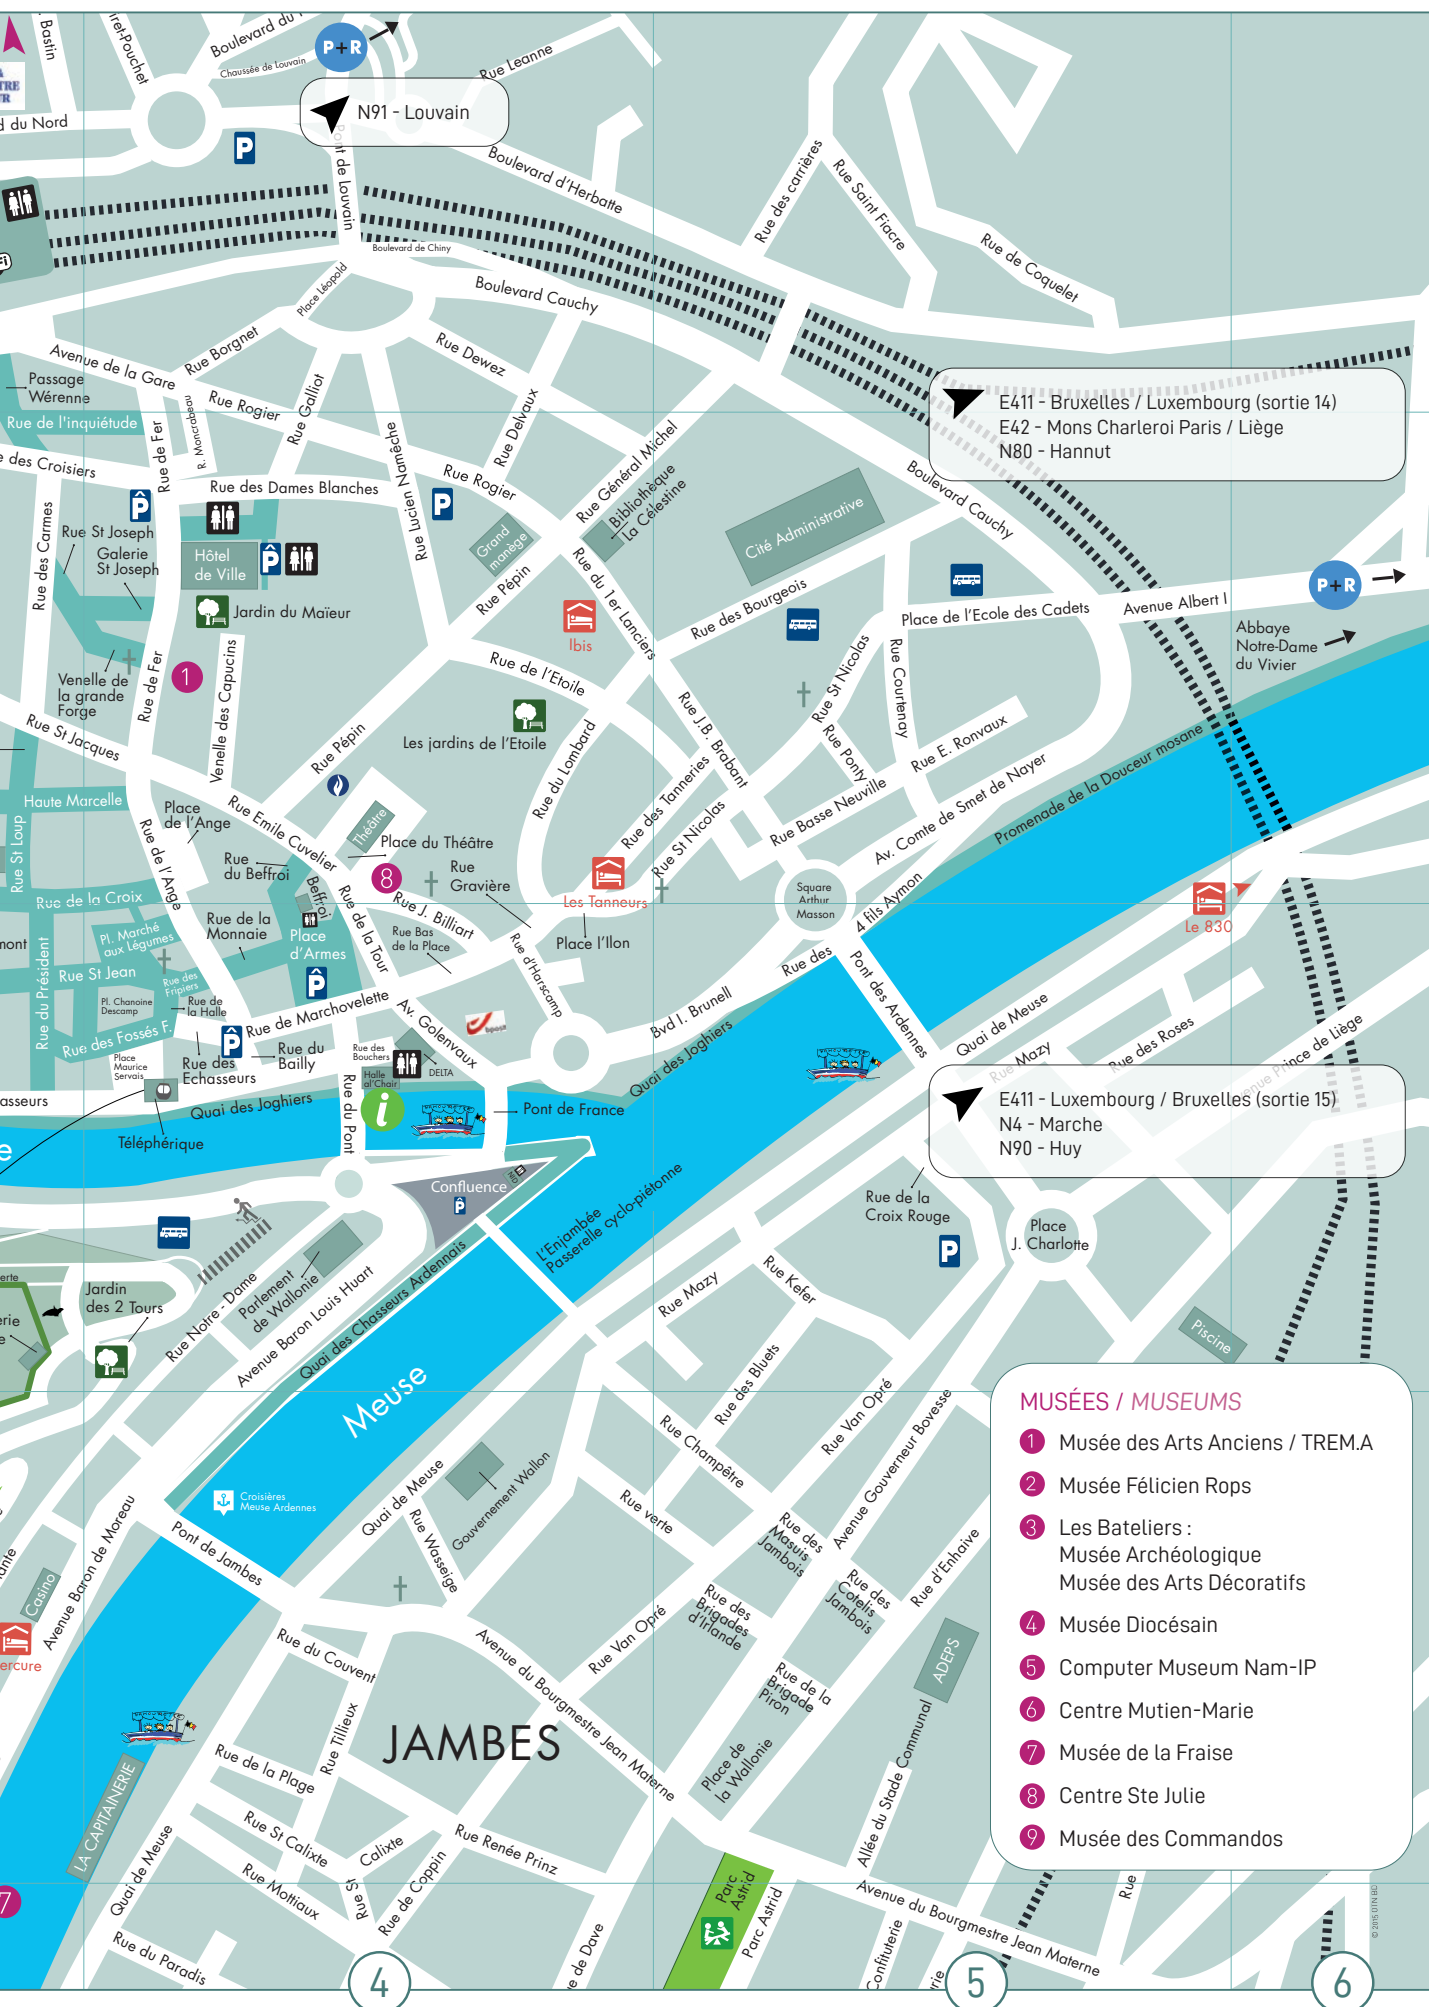 Boulevard du
Chaussée de Louvain
P+R
Rue Leanne
N91 - Louvain
d du Nord
Bastin
iret-Pouchet
P
Pont de Louvain
Boulevard d'Herbatte
Rue des carrières
Rue Saint Fiacre
Rue de Coquelet
Boulevard de Chiny
Place Léopold
Boulevard Cauchy
Avenue de la Gare
Rue Borgnet
Rue Dewez
Passage
Wérenne
Rue de l'inquiétude
Rue Rogier
Rue Galliot
Rue Delvaux
R. Moncrabeau
Rue de Fer
e des Croisiers
Rue des Dames Blanches
Rue Lucien Namêche
Rue Rogier
Rue Général Michel
Bibliothèque
La Célestine
Cité Administrative
Boulevard Cauchy
E411 - Bruxelles / Luxembourg (sortie 14)
E42 - Mons Charleroi Paris / Liège
N80 - Hannut
Rue des Carmes
Rue St Joseph
Galerie
St Joseph
P
P
P
Hôtel
de Ville
Jardin du Maïeur
Grand
manège
Rue Pépin
Rue du 1er Lanciers
Ibis
Rue des Bourgeois
Place de l'Ecole des Cadets
Avenue Albert I
P+R
Abbaye
Notre-Dame
du Vivier
Venelle de
la grande
Forge
Rue de Fer
1
Venelle des Capucins
Rue de l'Etoile
Les jardins de l'Etoile
Rue Pépin
Rue du Lombard
Rue J.B. Brabant
Rue St Nicolas
Rue Ponty
Rue Courtenay
Rue E. Ronvaux
Rue Basse Neuville
Av. Comte de Smet de Nayer
Promenade de la Douceur mosane
Rue St Jacques
Haute Marcelle
Rue St Loup
Place
de l'Ange
Rue Emile Cuvelier
Théâtre
Place du Théâtre
Rue des Tanneries
Rue St Nicolas
Les Tanneurs
Square
Arthur
Masson
4 fils Aymon
Rue des
Le 830
Rue de l'Ange
Rue
du Beffroi
Beffroi
8
Rue
Gravière
Rue J. Billiart
Rue Bas
de la Place
Place l'Ilon
Rue d'Harscamp
Rue de la Croix
Pl. Marché
aux Légumes
Rue de la
Monnaie
Place
d'Armes
P
Rue de la Tour
mont
Rue du Président
Rue St Jean
Rue des
Fripiers
Pl. Chanoine
Descamp
Rue de
la Halle
Rue des Fossés F.
Rue de Marchovelette
P
Rue des
Echasseurs
Rue du
Bailly
Place
Maurice
Servais
Av. Golenvaux
bpost
Rue des
Bouchers
Halle
al'Chair
DELTA
Bvd I. Brunell
Quai des Joghiers
Pont des Ardennes
Quai de Meuse
Rue Mazy
Rue des Roses
Avenue Prince de Liège
asseurs
Quai des Joghiers
Rue du Pont
i
Pont de France
Téléphérique
e
E411 - Luxembourg / Bruxelles (sortie 15)
N4 - Marche
N90 - Huy
Confluence
P
NID
L'Enjambée
Passerelle cyclo-piétonne
Rue de la
Croix Rouge
P
Place
J. Charlotte
Rue Kefer
Rue Mazy
Piscine
erte
erie
e
Jardin
des 2 Tours
Rue Notre-Dame
Parlement
de Wallonie
Avenue Baron Louis Huart
Quai des Chasseurs Ardennais
Meuse
Rue des Bluets
Rue Van Opré
Avenue Gouverneur Bovesse
Rue Champêtre
Croisières
Meuse Ardennes
Quai de Meuse
Gouvernement Wallon
Rue Wasseige
Rue verte
Rue des
Masuis
Jambois
Rue des
Cotelis
Jambois
Rue d'Enhaive
Pont de Jambes
Avenue Baron de Moreau
Casino
ante
ercure
Rue du Couvent
Rue Tillieux
Avenue du Bourgmestre Jean Materne
Rue Van Opré
Rue des
Brigades
d'Irlande
Rue de la
Brigade
Piron
ADEPS
Allée du Stade Communal
Place de
la Wallonie
JAMBES
LA CAPITAINERIE
Rue de la Plage
Rue St Calixte
Calixte
Rue St
Rue Mottiaux
Rue de Coppin
Rue Renée Prinz
Quai de Meuse
Rue du Paradis
7
e de Dave
Parc
Astrid
Parc Astrid
Avenue du Bourgmestre Jean Materne
Confituerie
rie
Rue
MUSÉES / MUSEUMS
1 Musée des Arts Anciens / TREM.A
2 Musée Félicien Rops
3 Les Bateliers :
Musée Archéologique
Musée des Arts Décoratifs
4 Musée Diocésain
5 Computer Museum Nam-IP
6 Centre Mutien-Marie
7 Musée de la Fraise
8 Centre Ste Julie
9 Musée des Commandos
4
5
6